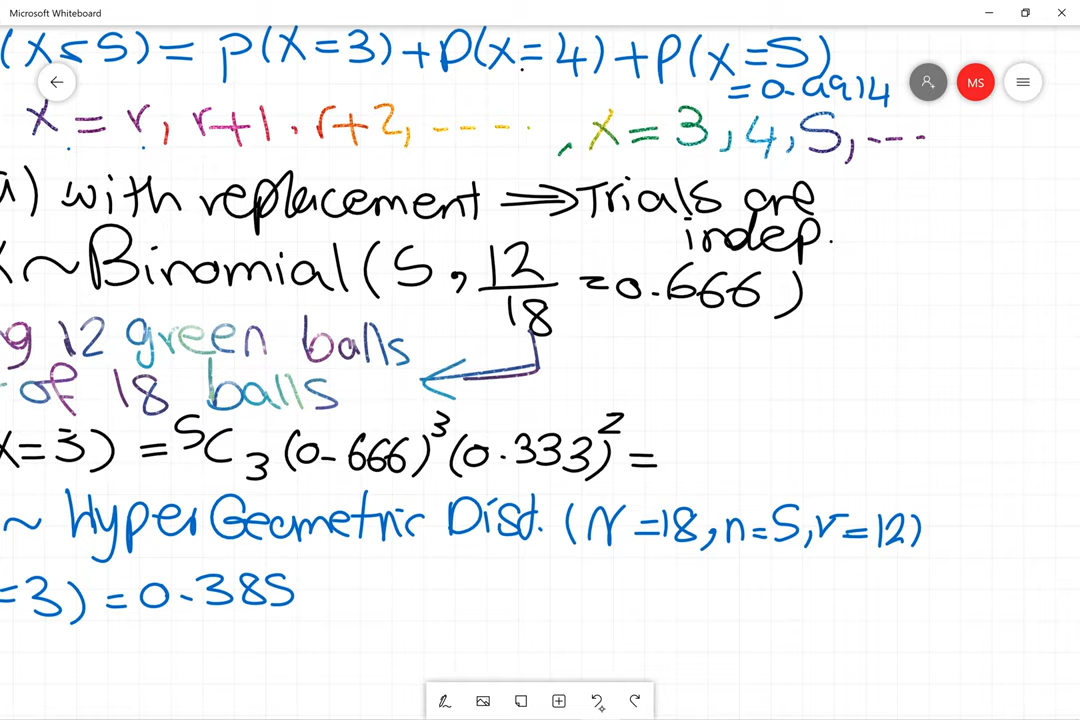 Microsoft Whiteboard
(X≤5) = P(X=3)+P(X=4)+P(X=5)
= 0.9914
MS
X = r, r+1, r+2, ----- , X=3,4,5,---
a) with replacement ⟹ Trials are
indep.
X ~ Binomial (5, 12/18 = 0.666)
g 12 green balls
of 18 balls
X=3) = ⁵C₃ (0.666)³ (0.333)² =
~ HyperGeometric Dist. (N=18, n=5, r=12)
=3) = 0.385